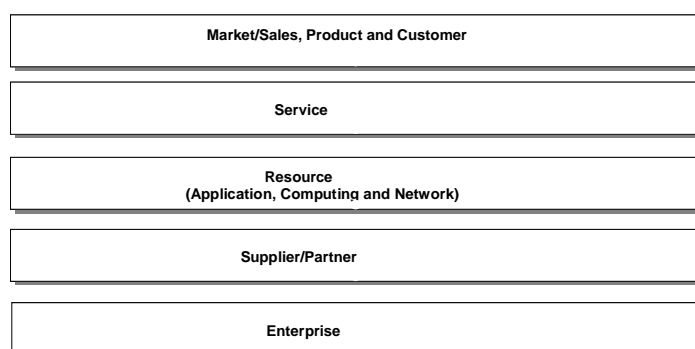 Market/Sales, Product and Customer
Service
Resource
(Application, Computing and Network)
Supplier/Partner
Enterprise